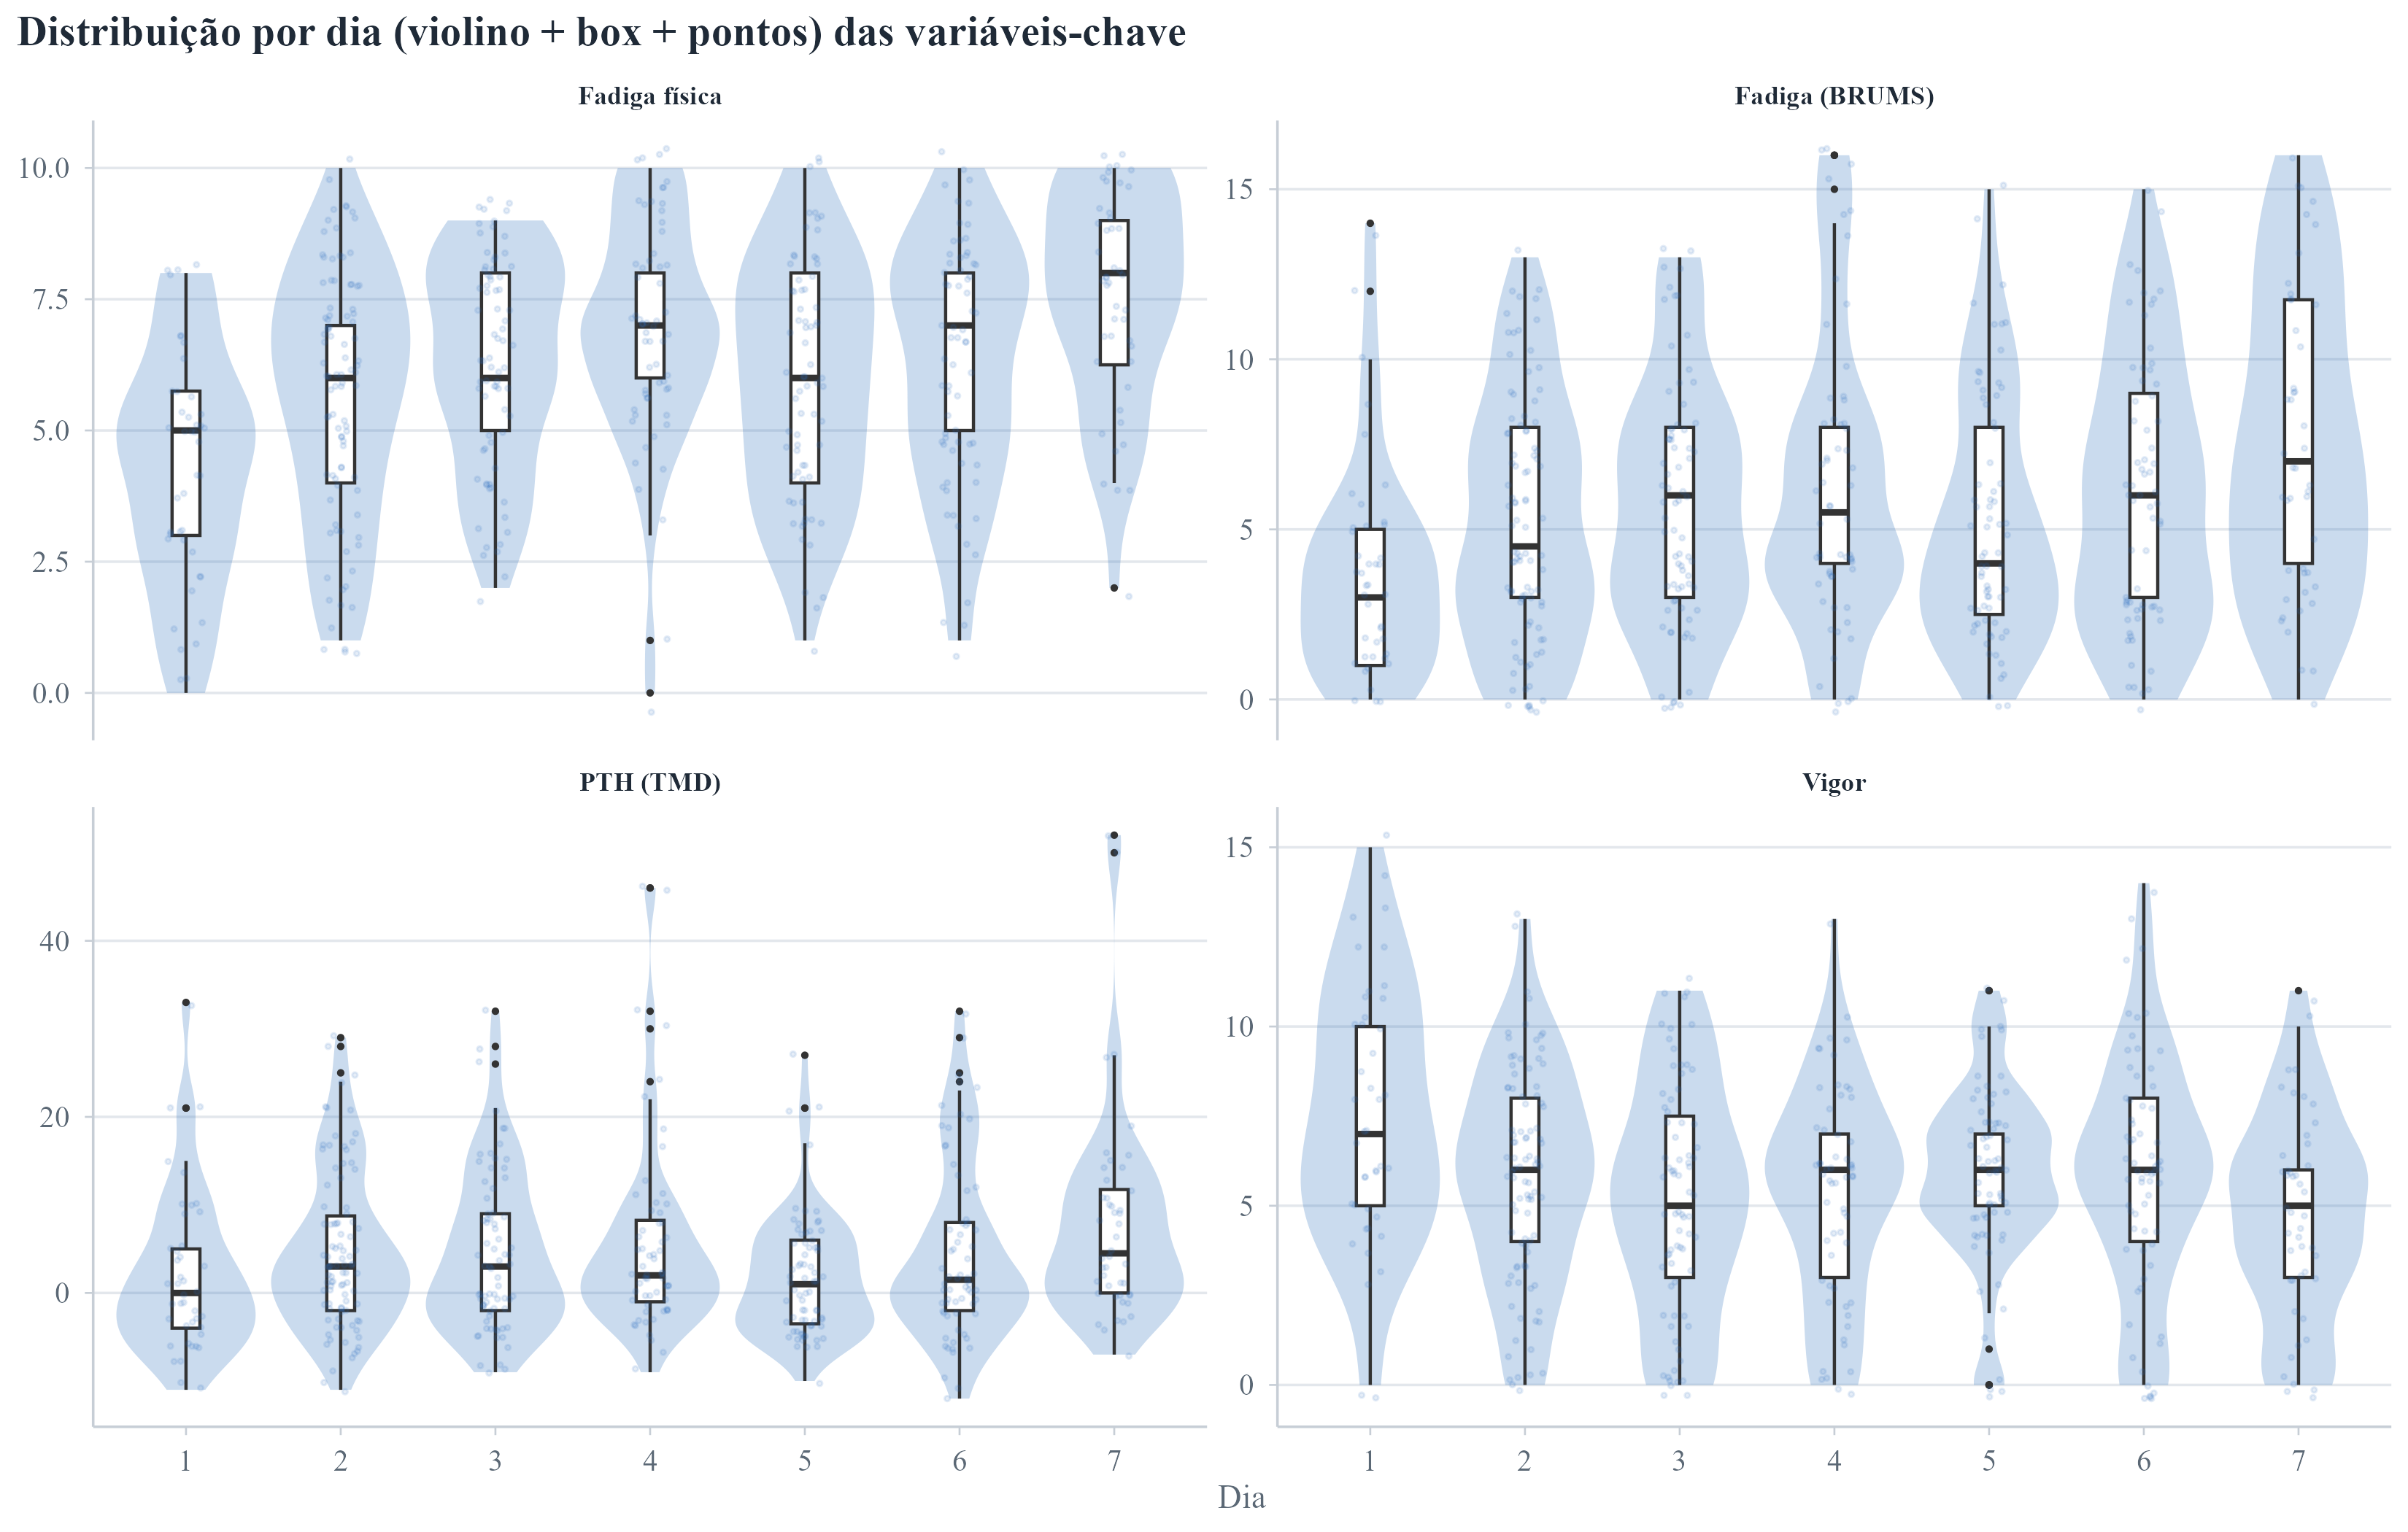 Distribuição por dia (violino + box + pontos) das variáveis-chave
Fadiga física
10.0
7.5
5.0
2.5
0.0
Fadiga (BRUMS)
15
10
5
0
PTH (TMD)
40
20
0
1 2 3 4 5 6 7
Vigor
15
10
5
0
1 2 3 4 5 6 7
Dia